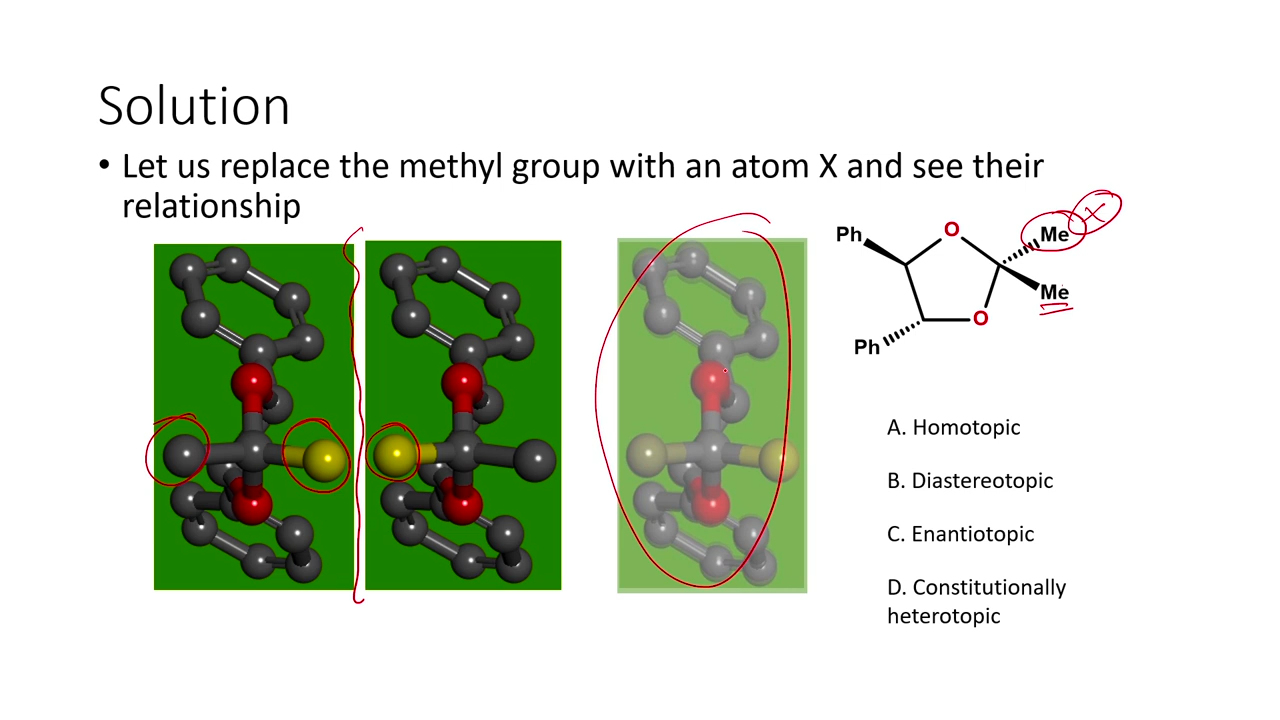 Solution
• Let us replace the methyl group with an atom X and see their
relationship
X
Ph
O
Me
Me
O
Ph
A. Homotopic
B. Diastereotopic
C. Enantiotopic
D. Constitutionally
heterotopic